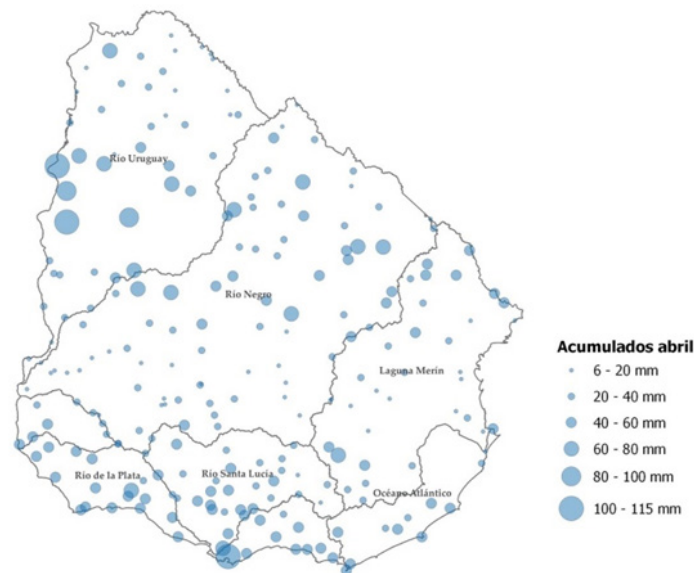 Río Uruguay
Río Negro
Laguna Merín
Río de la Plata
Río Santa Lucía
Océano Atlántico
Acumulados abril
6 - 20 mm
20 - 40 mm
40 - 60 mm
60 - 80 mm
80 - 100 mm
100 - 115 mm